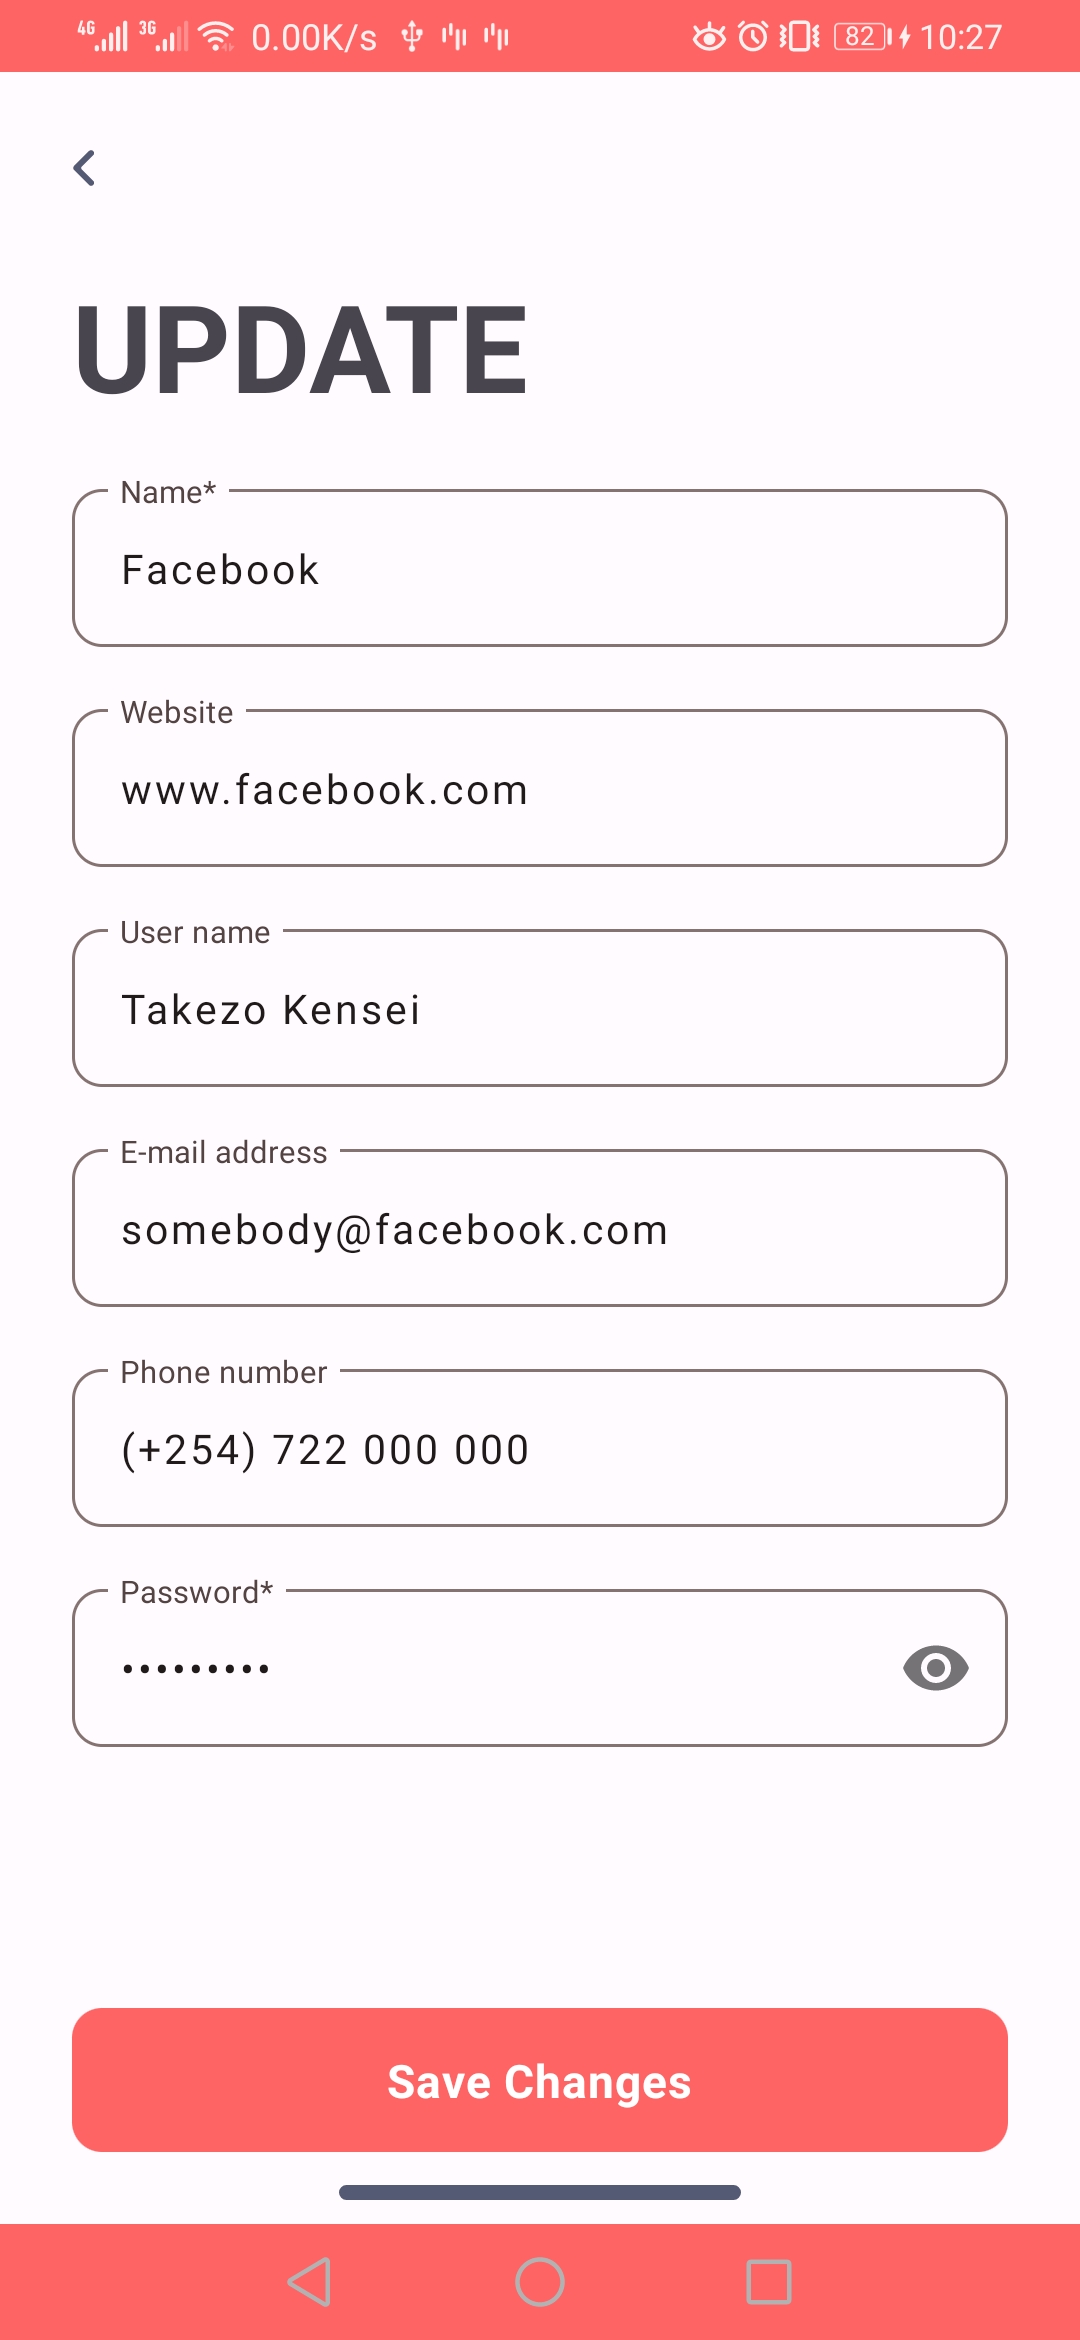 4G 3G 0.00K/s 82 10:27
UPDATE
Name*
Facebook
Website
www.facebook.com
User name
Takezo Kensei
E-mail address
somebody@facebook.com
Phone number
(+254) 722 000 000
Password*
•••••••••
Save Changes